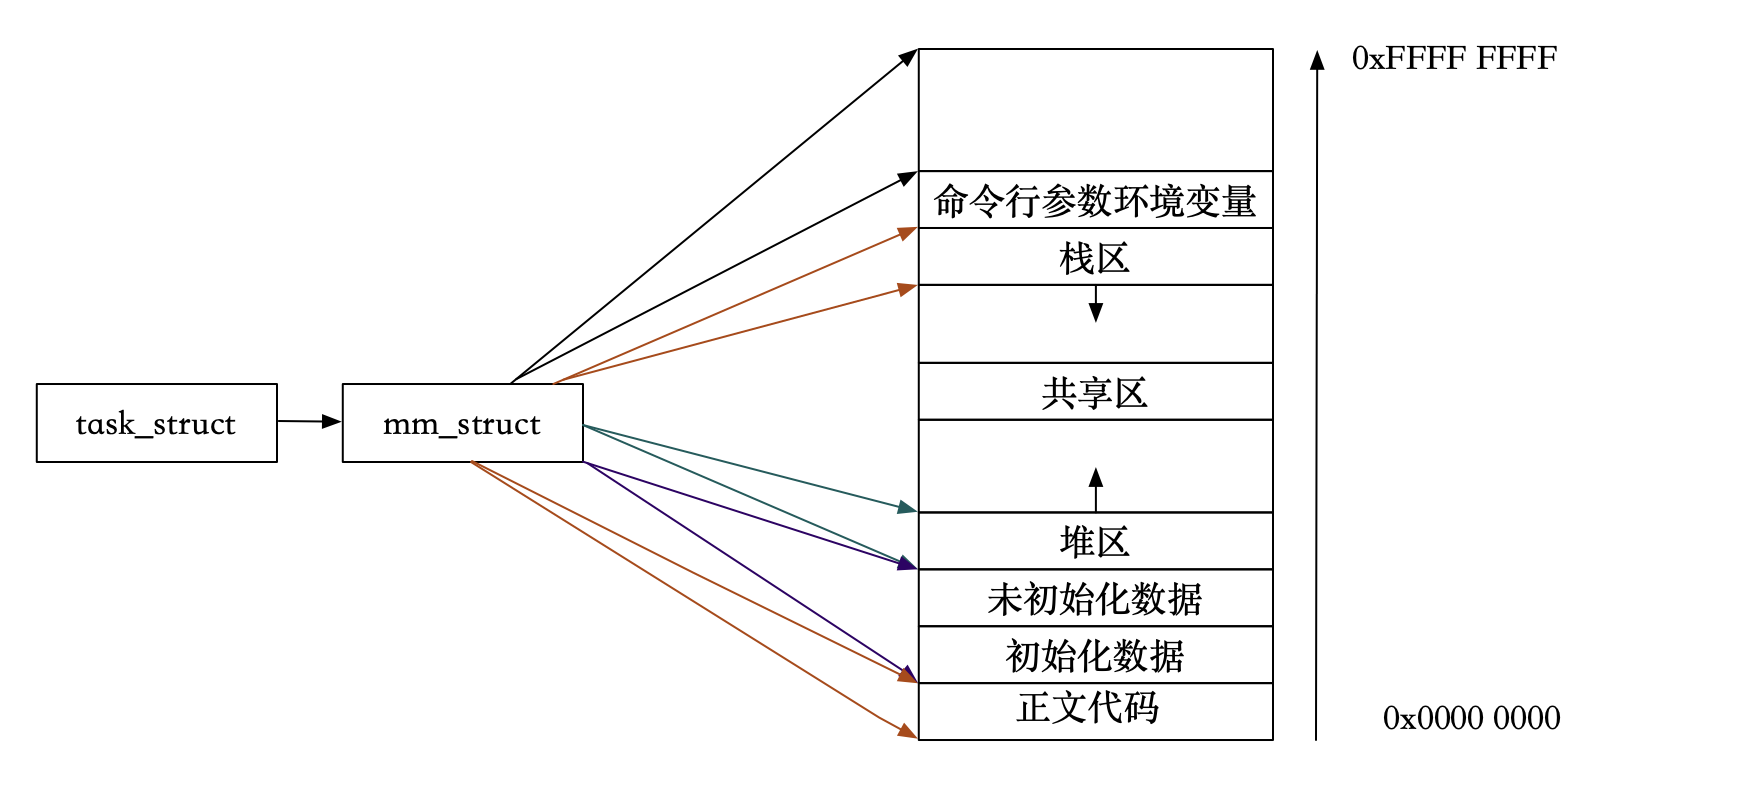 0xFFFF FFFF
命令行参数环境变量
栈区
共享区
task_struct
mm_struct
堆区
未初始化数据
初始化数据
正文代码
0x0000 0000